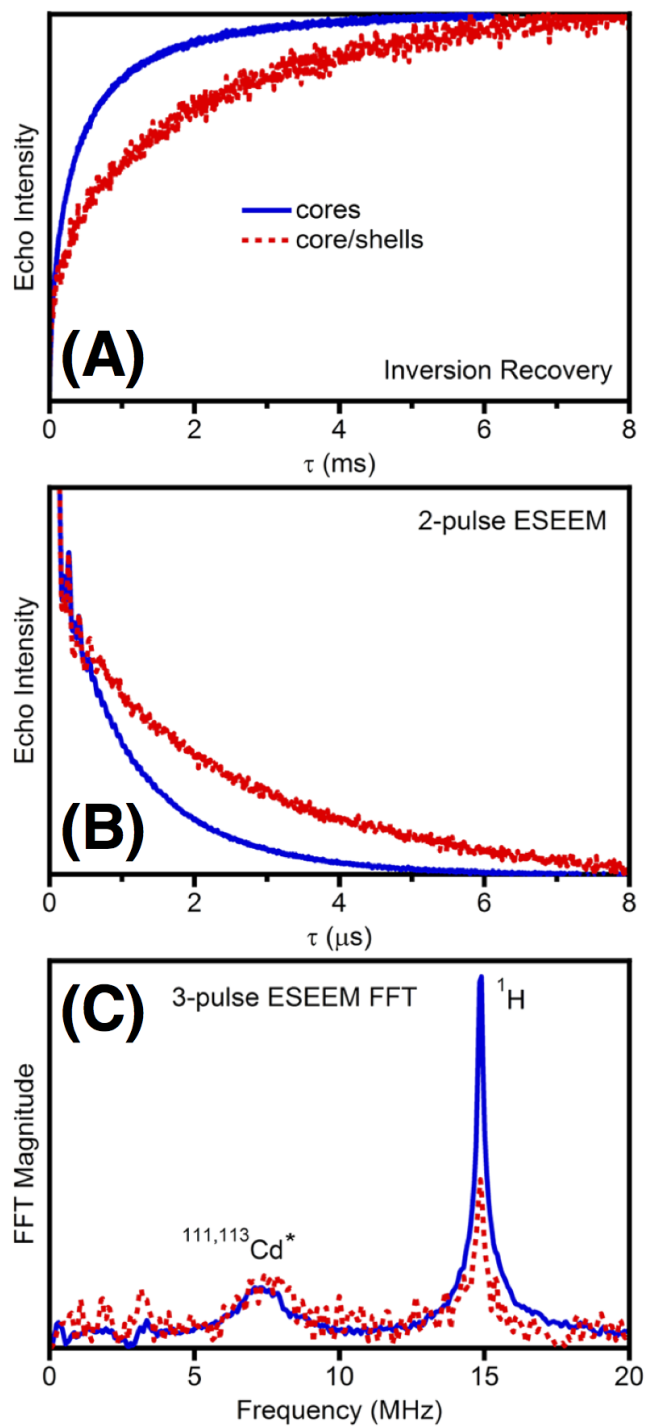 Echo Intensity
cores
core/shells
(A)
Inversion Recovery
0 2 4 6 8
τ (ms)
2-pulse ESEEM
Echo Intensity
(B)
0 2 4 6 8
τ (μs)
(C)
3-pulse ESEEM FFT
¹H
FFT Magnitude
¹¹¹,¹¹³Cd*
0 5 10 15 20
Frequency (MHz)